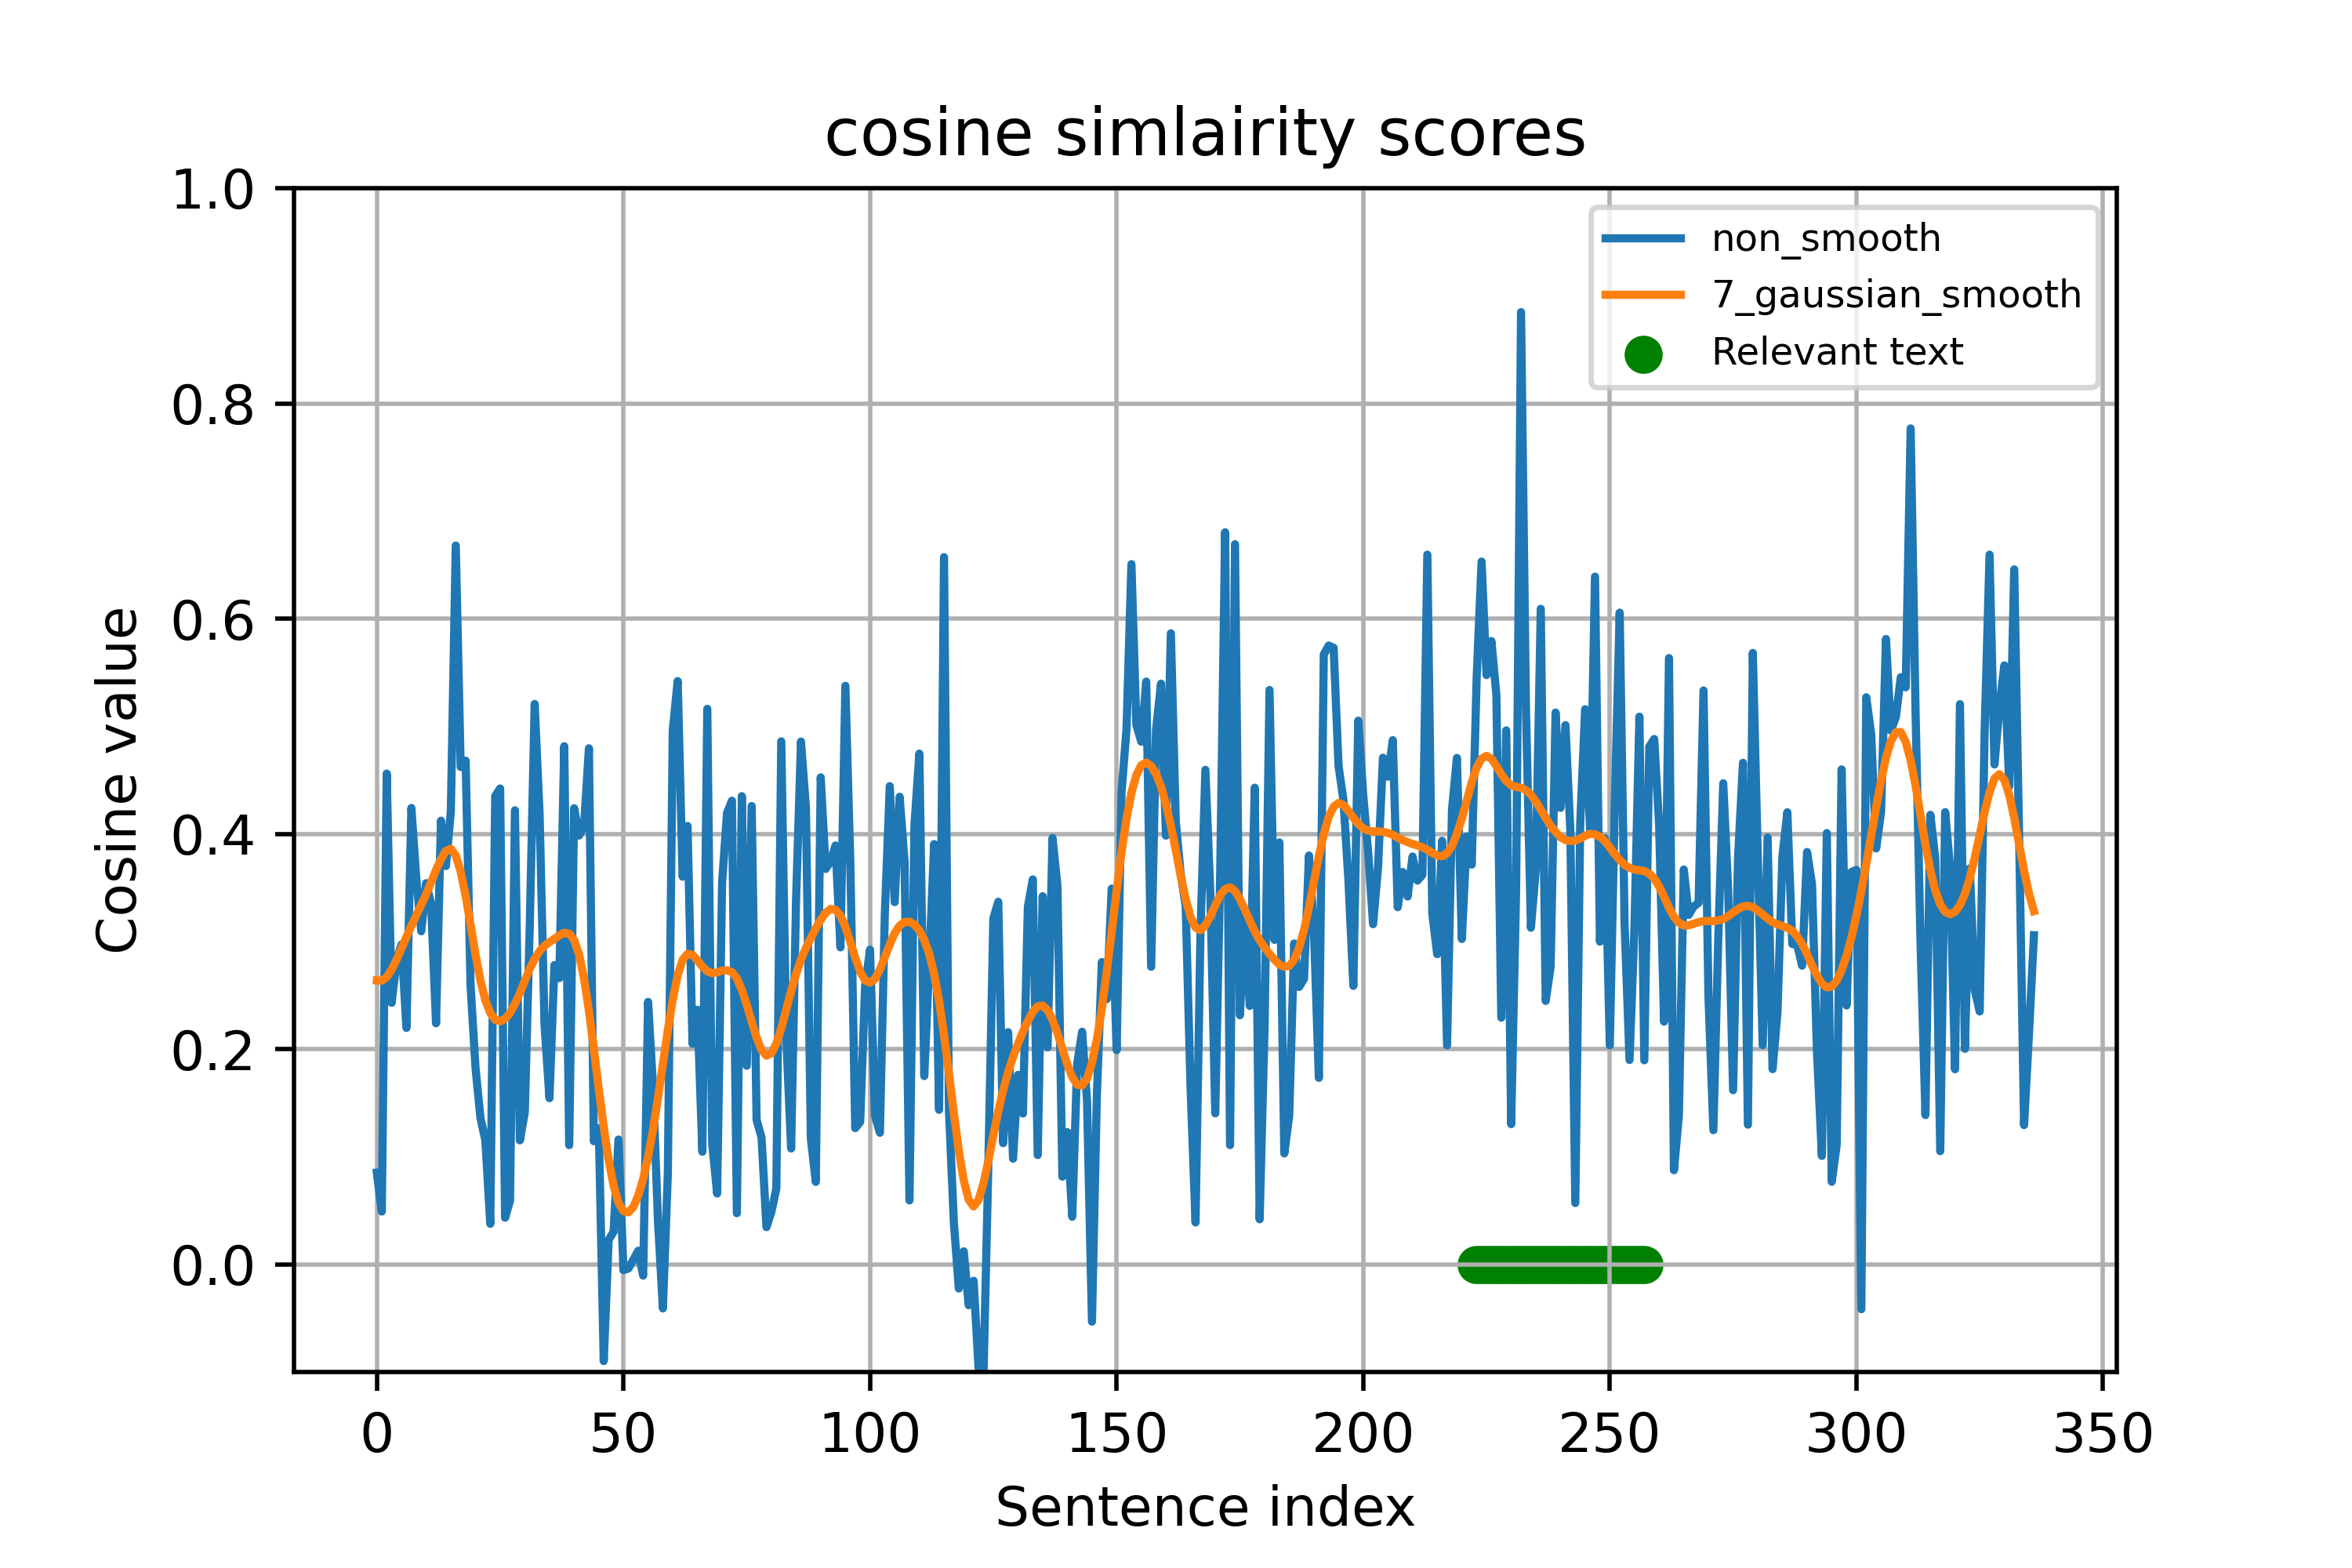 cosine simlairity scores
1.0
0.8
0.6
0.4
0.2
0.0
Cosine value
non_smooth
7_gaussian_smooth
Relevant text
0 50 100 150 200 250 300 350
Sentence index